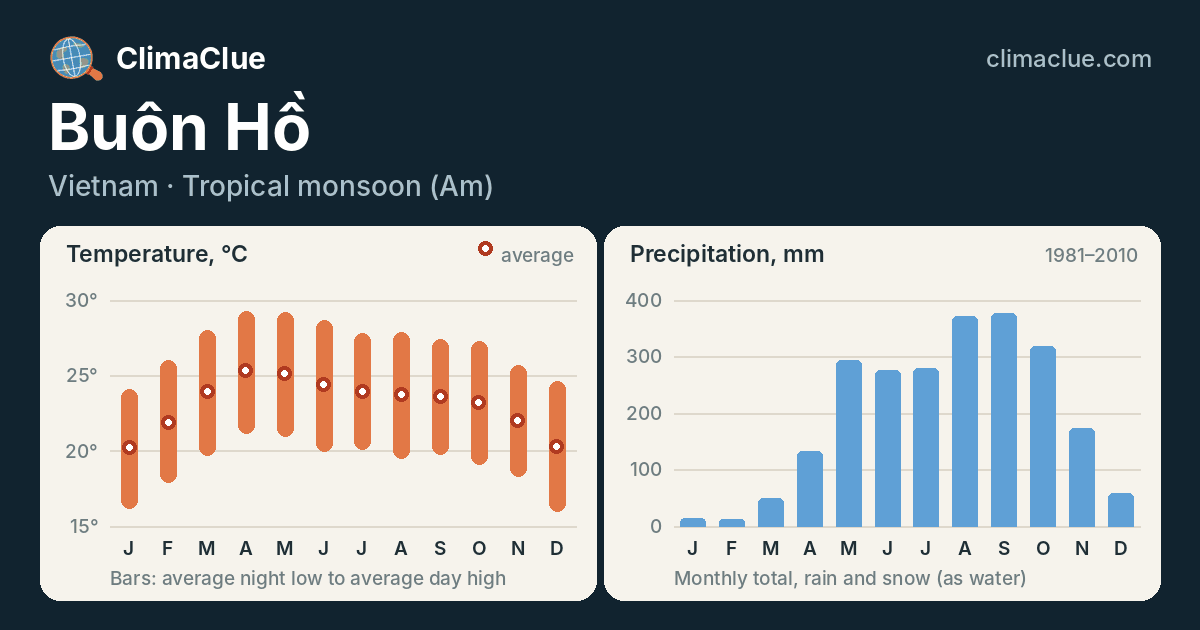 ClimaClue
climaclue.com
Buôn Hồ
Vietnam · Tropical monsoon (Am)
Temperature, °C
average
30°
25°
20°
15°
J F M A M J J A S O N D
Bars: average night low to average day high
Precipitation, mm
1981–2010
400
300
200
100
0
J F M A M J J A S O N D
Monthly total, rain and snow (as water)